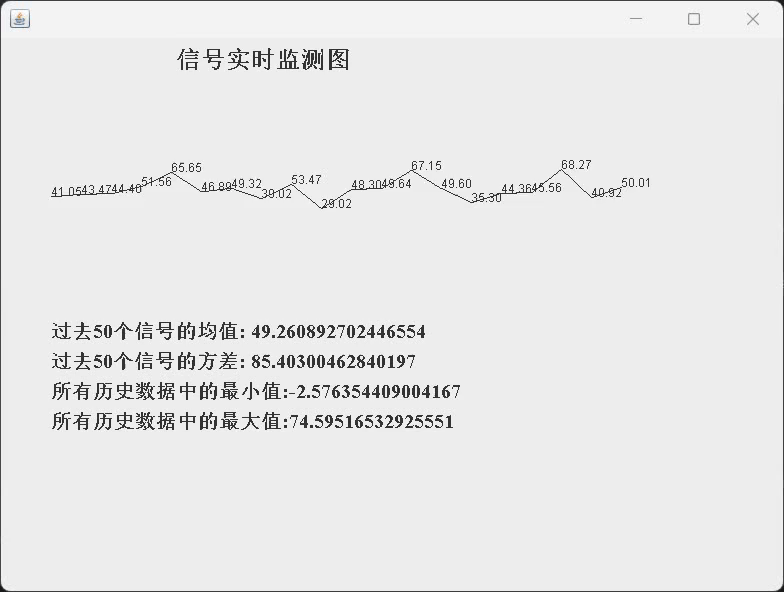 信号实时监测图
41.05 43.47 44.40 51.56 65.65 46.89 49.32 39.02 53.47 29.02 48.30 49.64 67.15 49.60 35.30 44.36 45.56 68.27 40.92 50.01
过去50个信号的均值: 49.260892702446554
过去50个信号的方差: 85.40300462840197
所有历史数据中的最小值:-2.576354409004167
所有历史数据中的最大值:74.59516532925551